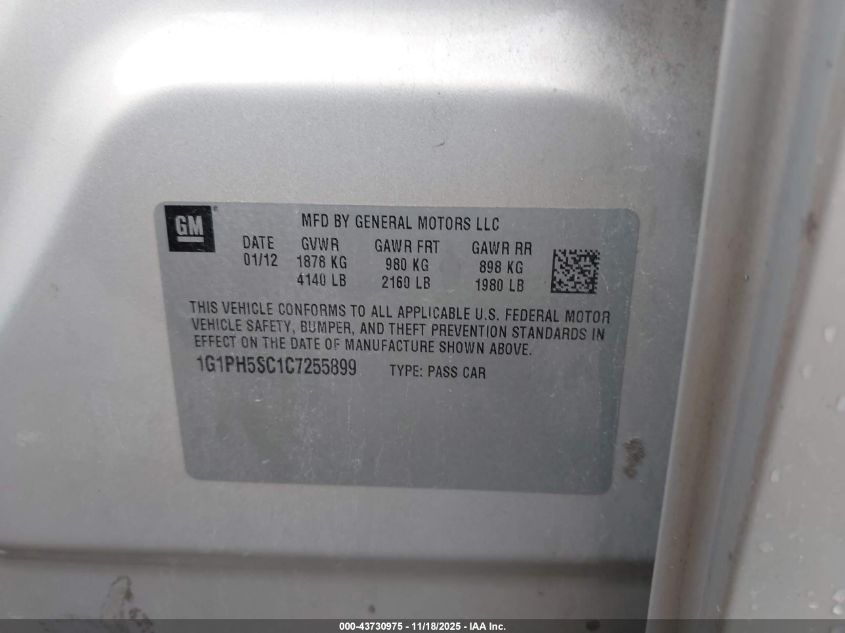 GM
MFD BY GENERAL MOTORS LLC
DATE GVWR GAWR FRT GAWR RR
01/12 1878 KG 980 KG 898 KG
4140 LB 2160 LB 1980 LB
THIS VEHICLE CONFORMS TO ALL APPLICABLE U.S. FEDERAL MOTOR
VEHICLE SAFETY, BUMPER, AND THEFT PREVENTION STANDARDS IN
EFFECT ON THE DATE OF MANUFACTURE SHOWN ABOVE.
1G1PH5SC1C7255899 TYPE: PASS CAR
000-43730975 - 11/18/2025 - IAA Inc.